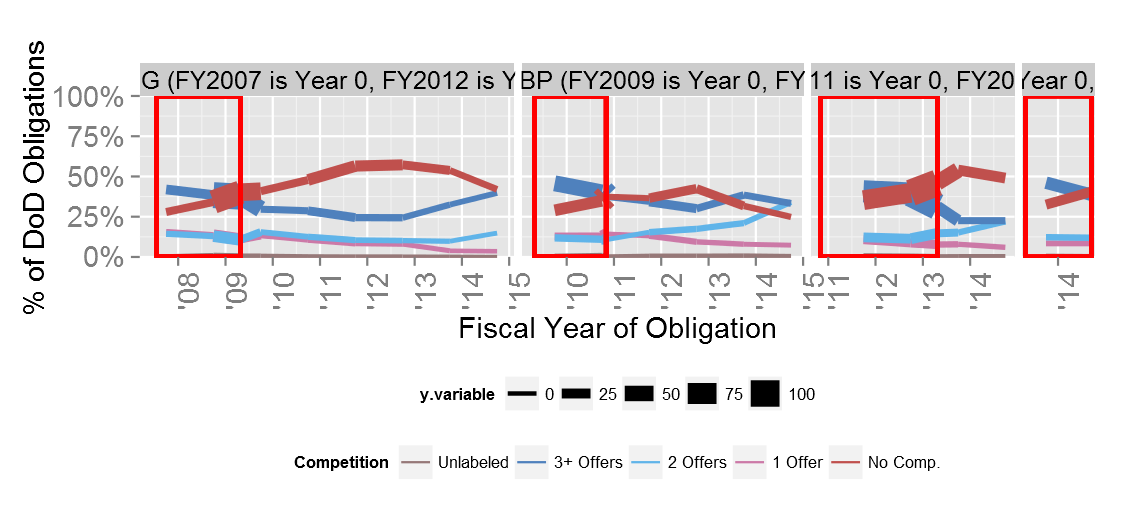 % of DoD Obligations
G (FY2007 is Year 0, FY2012 is Y
BP (FY2009 is Year 0, FY
11 is Year 0, FY20
Year 0,
100%
75%
50%
25%
0%
'08 '09 '10 '11 '12 '13 '14 '15
'10 '11 '12 '13 '14 '15
'11 '12 '13 '14
'14
Fiscal Year of Obligation
y.variable 0 25 50 75 100
Competition Unlabeled 3+ Offers 2 Offers 1 Offer No Comp.